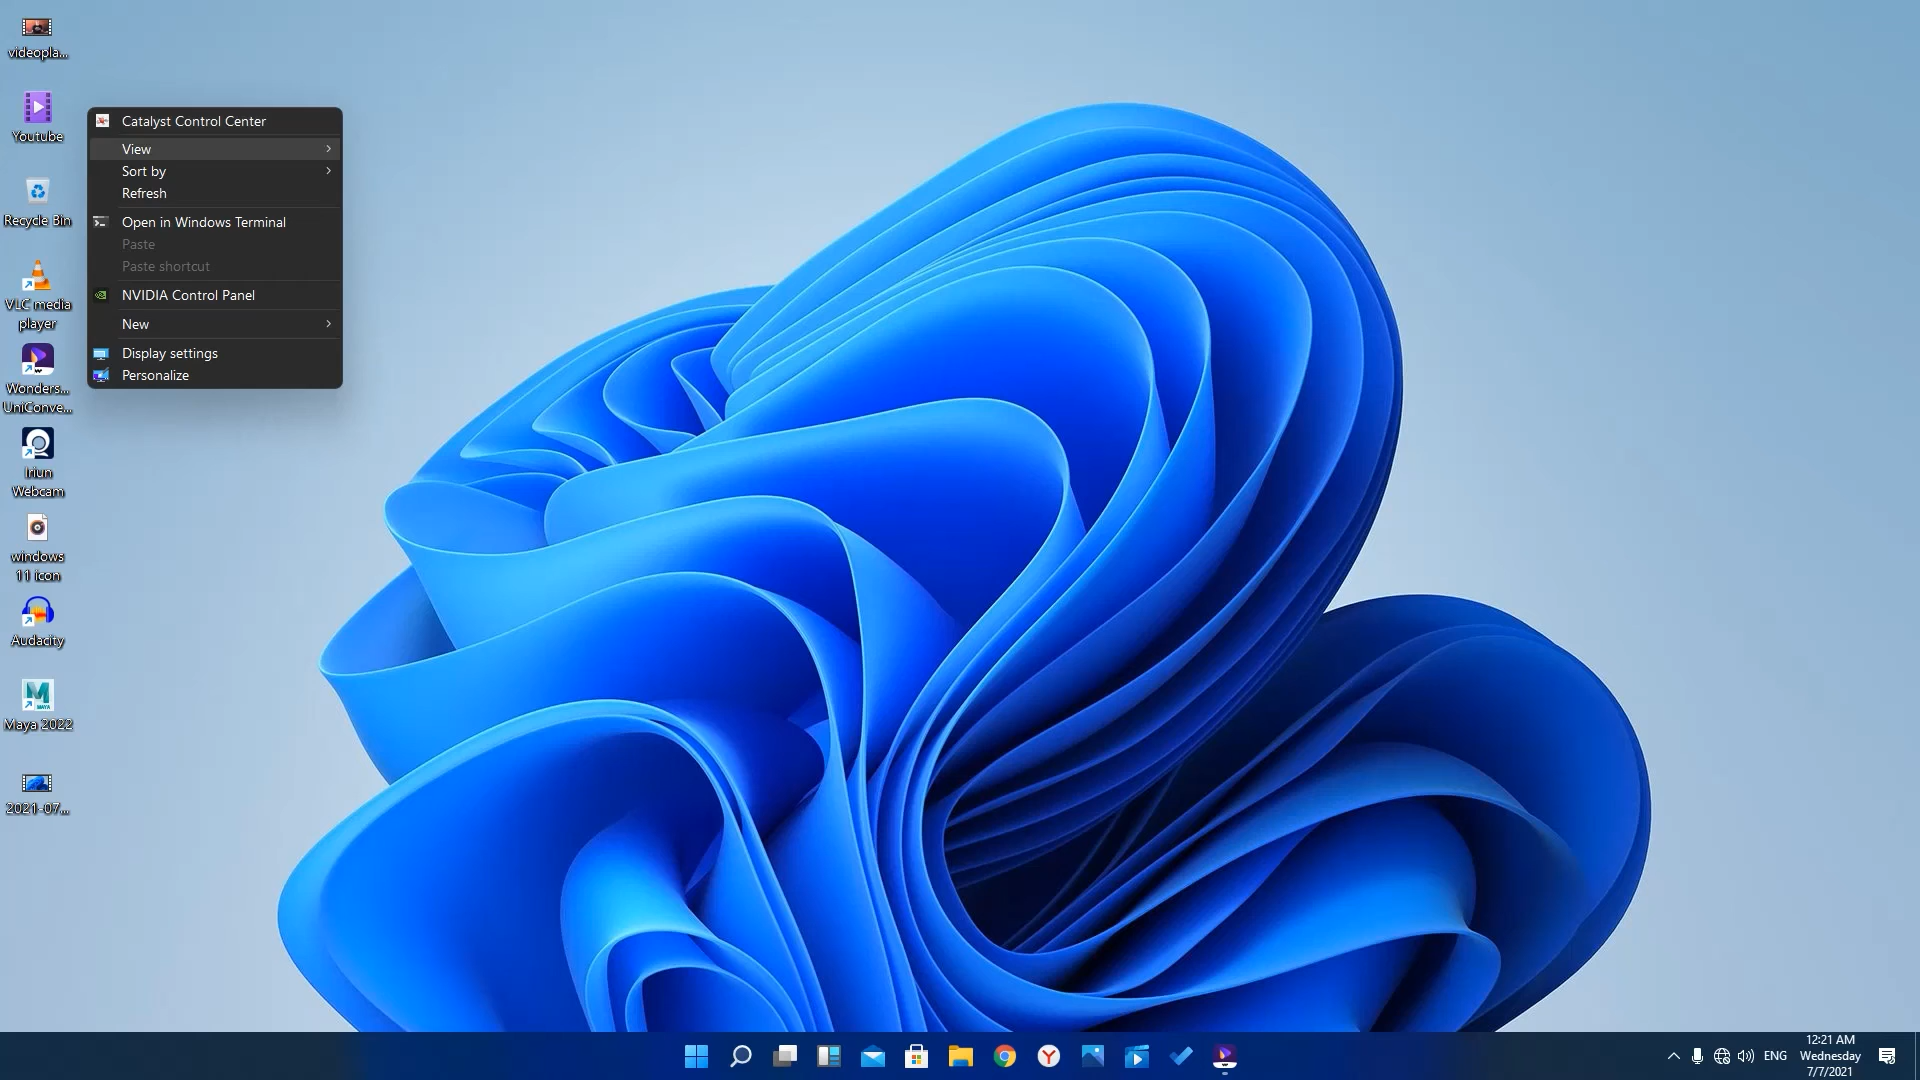 videopla...
Youtube
Recycle Bin
VLC media
player
Wonders...
UniConve...
Iriun
Webcam
windows
11 icon
Audacity
Maya 2022
2021-07...
Catalyst Control Center
View
Sort by
Refresh
Open in Windows Terminal
Paste
Paste shortcut
NVIDIA Control Panel
New
Display settings
Personalize
ENG
12:21 AM
Wednesday
7/7/2021